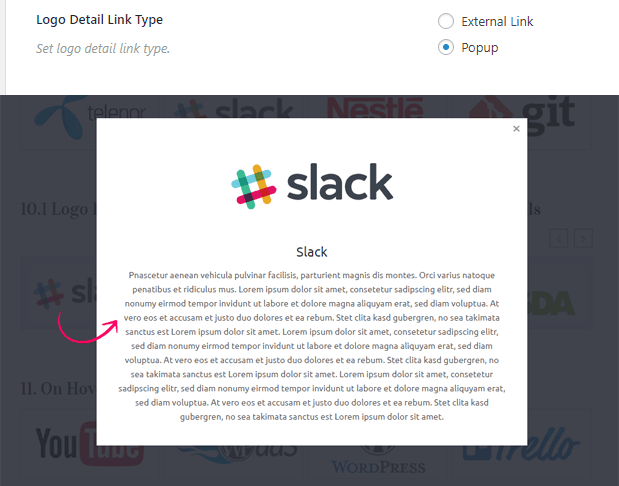 Logo Detail Link Type
External Link
Set logo detail link type.
Popup
telenor
slack
Nestlé
git
×
slack
10.1 Logo
ls
Slack
Pnascetur aenean vehicula pulvinar facilisis, parturient magnis dis montes. Orci varius natoque
penatibus et ridiculus mus. Lorem ipsum dolor sit amet, consetetur sadipscing elitr, sed diam
nonumy eirmod tempor invidunt ut labore et dolore magna aliquyam erat, sed diam voluptua. At
vero eos et accusam et justo duo dolores et ea rebum. Stet clita kasd gubergren, no sea takimata
sanctus est Lorem ipsum dolor sit amet. Lorem ipsum dolor sit amet, consetetur sadipscing elitr,
sed diam nonumy eirmod tempor invidunt ut labore et dolore magna aliquyam erat, sed diam
voluptua. At vero eos et accusam et justo duo dolores et ea rebum. Stet clita kasd gubergren, no
sea takimata sanctus est Lorem ipsum dolor sit amet. Lorem ipsum dolor sit amet, consetetur
sadipscing elitr, sed diam nonumy eirmod tempor invidunt ut labore et dolore magna aliquyam erat,
sed diam voluptua. At vero eos et accusam et justo duo dolores et ea rebum. Stet clita kasd
gubergren, no sea takimata sanctus est Lorem ipsum dolor sit amet.
sla
DA
11. On Hov
YouTube
WORDPRESS
Trello